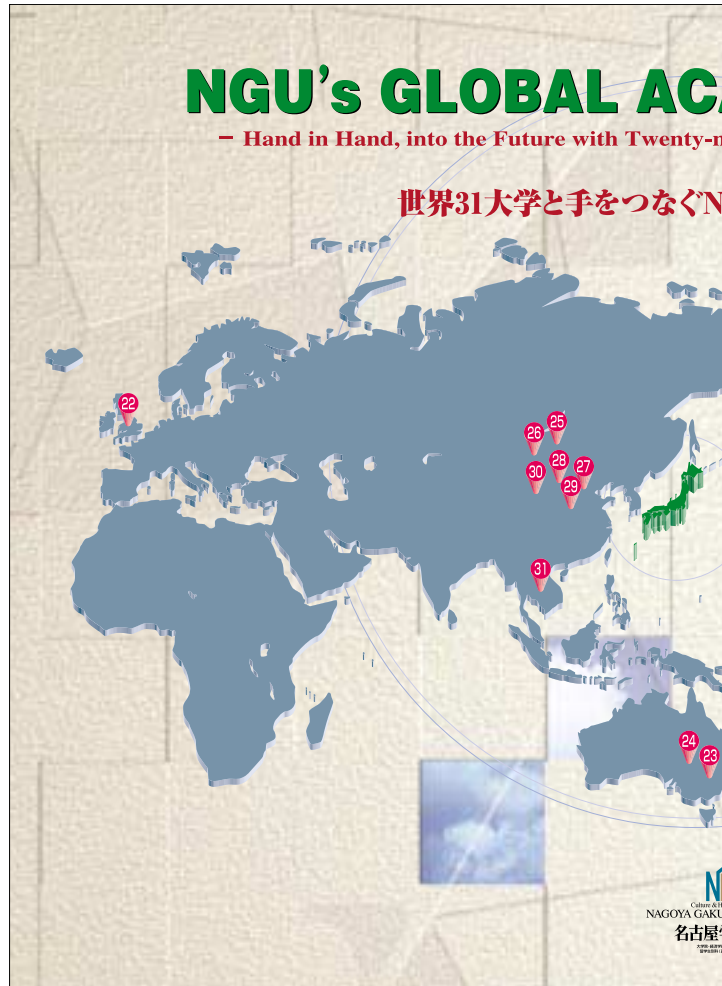 NGU's GLOBAL ACA
– Hand in Hand, into the Future with Twenty-n
世界31大学と手をつなぐN
22
25
26
28
27
30
29
31
24
23
N
Culture & H
NAGOYA GAKU
名古屋学